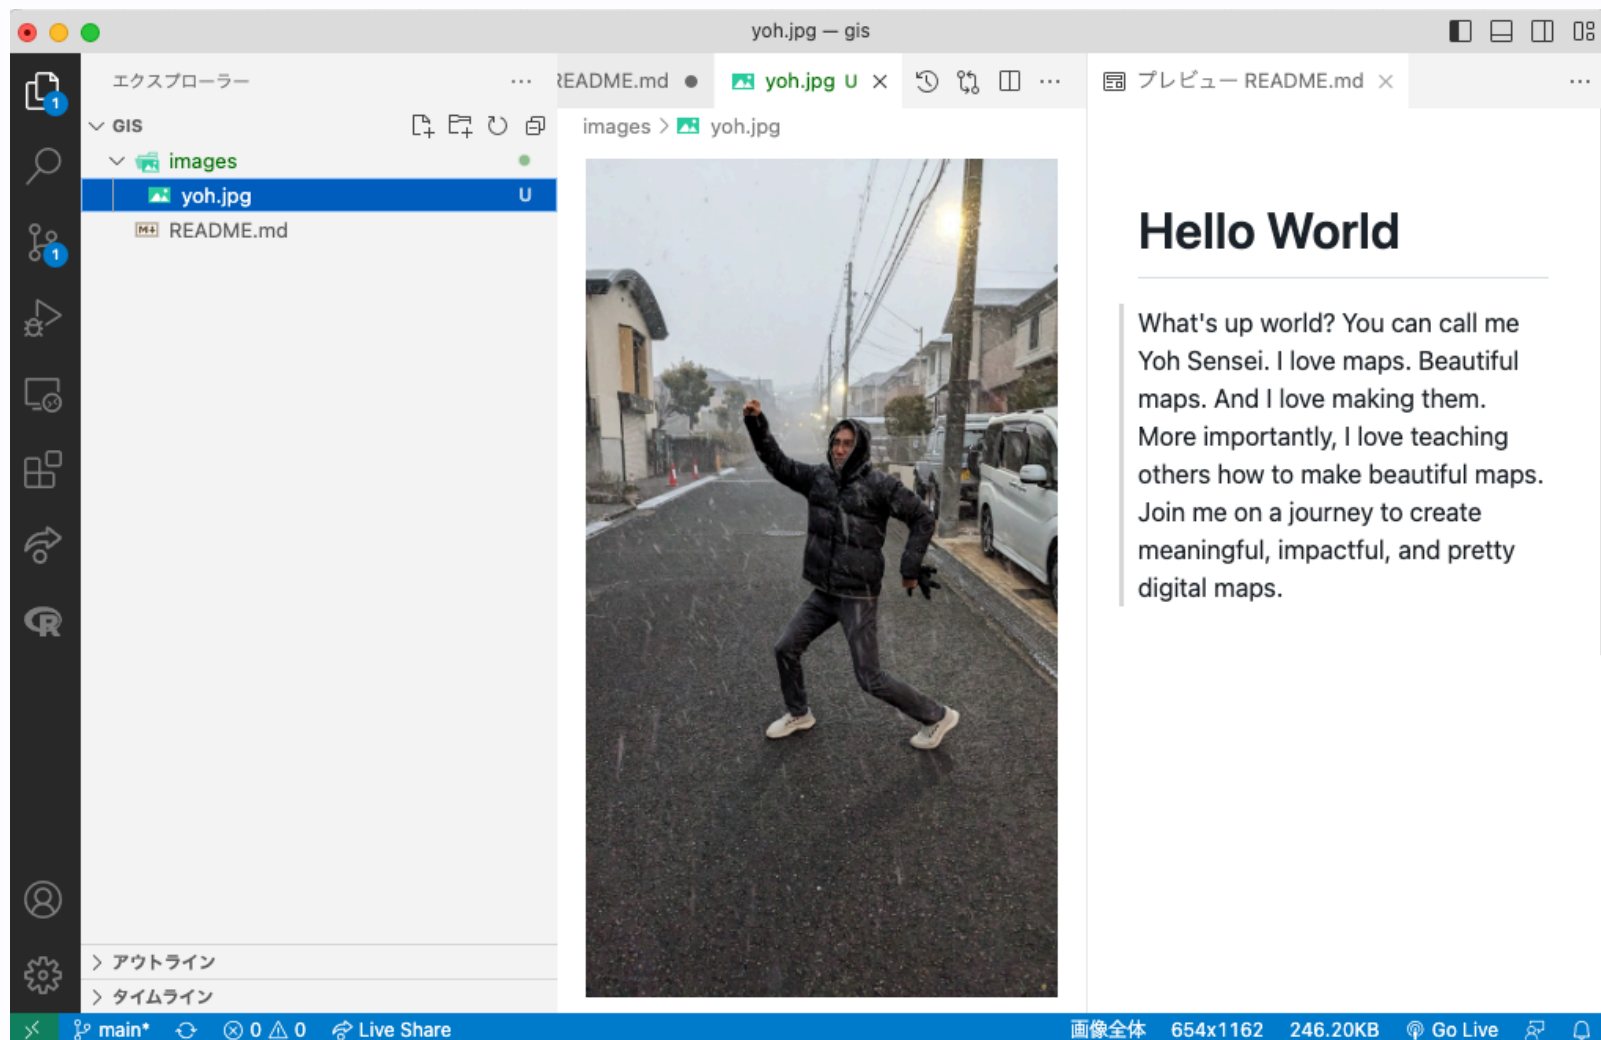 yoh.jpg — gis
エクスプローラー
GIS
images
yoh.jpg U
README.md
アウトライン
タイムライン
README.md
yoh.jpg U
images > yoh.jpg
プレビュー README.md
Hello World
What's up world? You can call me
Yoh Sensei. I love maps. Beautiful
maps. And I love making them.
More importantly, I love teaching
others how to make beautiful maps.
Join me on a journey to create
meaningful, impactful, and pretty
digital maps.
1
1
R
main* 0 0 Live Share 画像全体 654x1162 246.20KB Go Live